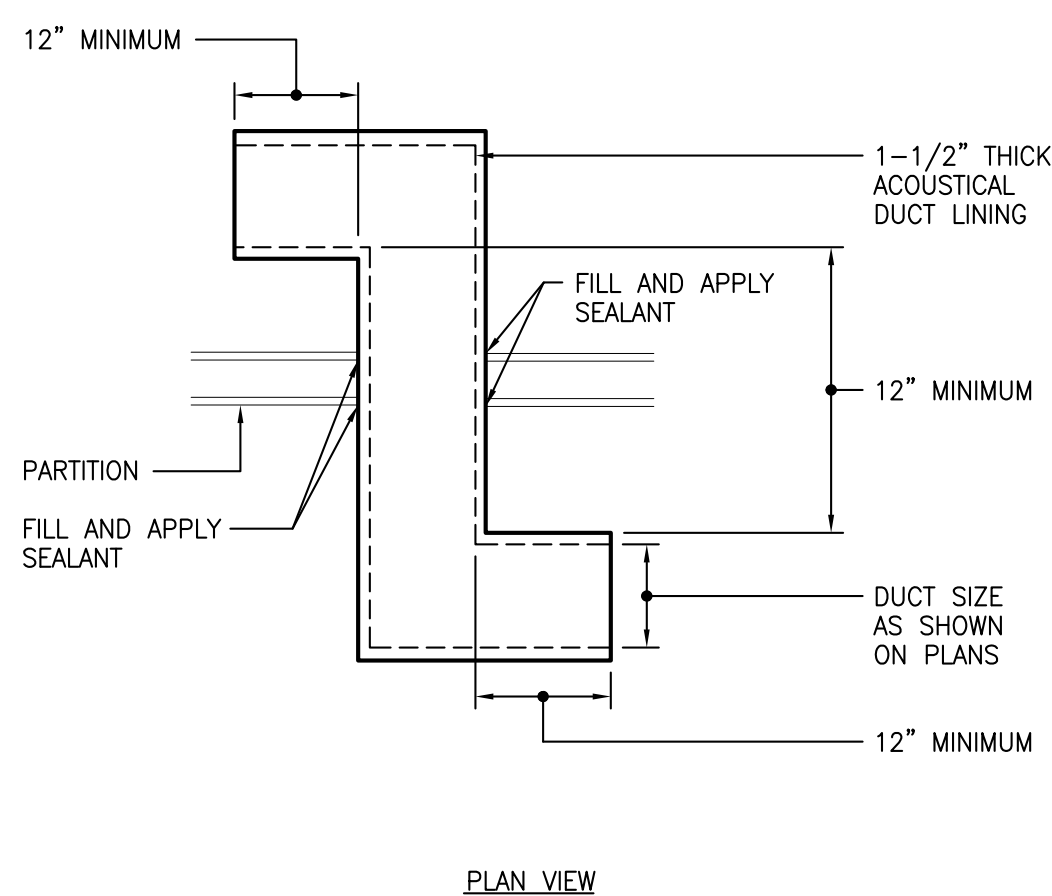 12” MINIMUM
1-1/2” THICK
ACOUSTICAL
DUCT LINING
FILL AND APPLY
SEALANT
12” MINIMUM
PARTITION
FILL AND APPLY
SEALANT
DUCT SIZE
AS SHOWN
ON PLANS
12” MINIMUM
PLAN VIEW